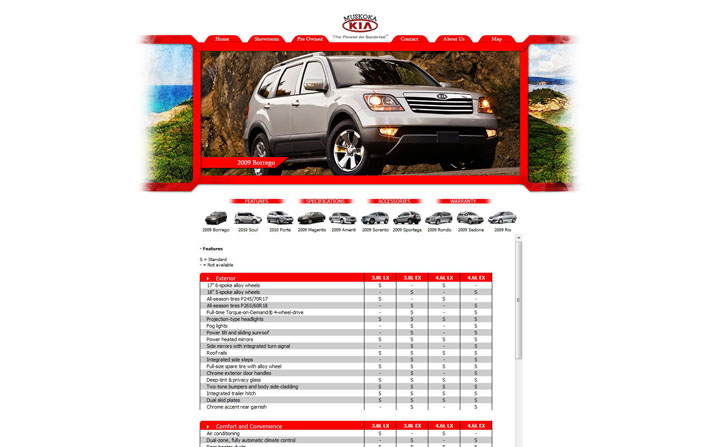 MUSKOKA
KIA
The Power to Surprise™
Home Showroom Pre Owned Contact About Us Map
2009 Borrego
FEATURES SPECIFICATIONS ACCESSORIES WARRANTY
2009 Borrego 2010 Soul 2010 Forte 2009 Magentis 2009 Amanti 2009 Sorento 2009 Sportage 2009 Rondo 2009 Sedona 2009 Rio
- Features
S = Standard
- = Not available
Exterior 3.8L EX 3.8L EX 4.6L EX 4.6L EX
17" 6-spoke alloy wheels S - S -
18" 5-spoke alloy wheels - S - S
All-season tires P245/70R17 S - S -
All-season tires P265/60R18 - S - S
Full-time Torque-on-Demand® 4-wheel-drive - S - S
Projection-type headlights S S S S
Fog lights - S - S
Power tilt and sliding sunroof - S - S
Power heated mirrors S S S S
Side mirrors with integrated turn signal - S - S
Roof rails S S S S
Integrated side steps - S - S
Full-size spare tire with alloy wheel S S S S
Chrome exterior door handles - S - S
Deep-tint & privacy glass S S S S
Two-tone bumpers and body side-cladding S S S S
Integrated trailer hitch S S S S
Dual skid plates S S S S
Chrome accent rear garnish - S - S
Comfort and Convenience 3.8L EX 3.8L EX 4.6L EX 4.6L EX
Air conditioning S - S -
Dual-zone, fully automatic climate control - S - S